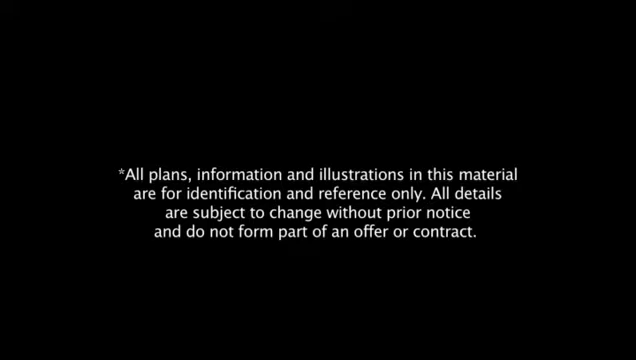 *All plans, information and illustrations in this material
are for identification and reference only. All details
are subject to change without prior notice
and do not form part of an offer or contract.